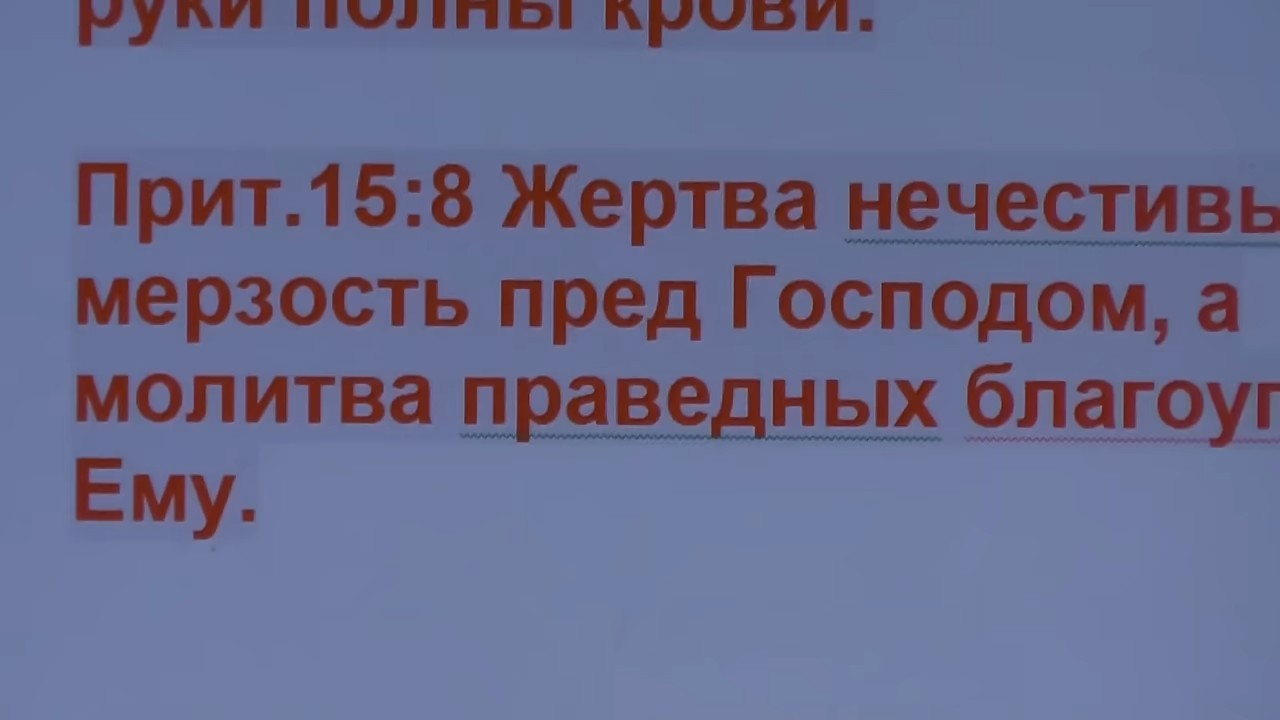 руки полны крови.
Прит.15:8 Жертва
мерзость пред Господом, а
молитва праведных
Ему.